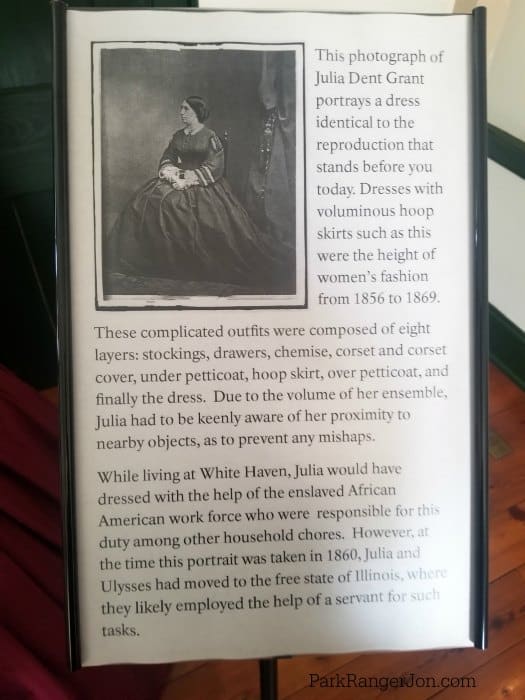 This photograph of
Julia Dent Grant
portrays a dress
identical to the
reproduction that
stands before you
today. Dresses with
voluminous hoop
skirts such as this
were the height of
women's fashion
from 1856 to 1869.
These complicated outfits were composed of eight
layers: stockings, drawers, chemise, corset and corset
cover, under petticoat, hoop skirt, over petticoat, and
finally the dress. Due to the volume of her ensemble,
Julia had to be keenly aware of her proximity to
nearby objects, as to prevent any mishaps.
While living at White Haven, Julia would have
dressed with the help of the enslaved African
American work force who were responsible for this
duty among other household chores. However, at
the time this portrait was taken in 1860, Julia and
Ulysses had moved to the free state of Illinois, where
they likely employed the help of a servant for such
tasks.
ParkRangerJon.com